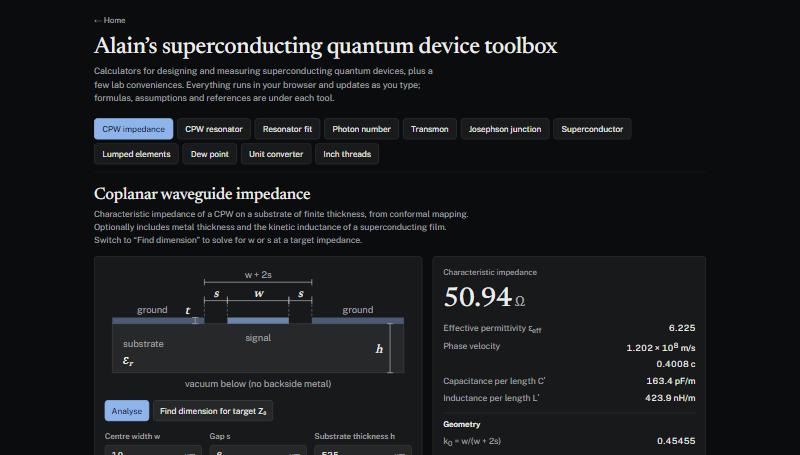 ← Home
Alain’s superconducting quantum device toolbox
Calculators for designing and measuring superconducting quantum devices, plus a
few lab conveniences. Everything runs in your browser and updates as you type;
formulas, assumptions and references are under each tool.
CPW impedance
CPW resonator
Resonator fit
Photon number
Transmon
Josephson junction
Superconductor
Lumped elements
Dew point
Unit converter
Inch threads
Coplanar waveguide impedance
Characteristic impedance of a CPW on a substrate of finite thickness, from conformal mapping.
Optionally includes metal thickness and the kinetic inductance of a superconducting film.
Switch to “Find dimension” to solve for w or s at a target impedance.
w + 2s
s w s
ground t ground
signal
substrate
h
εr
vacuum below (no backside metal)
Analyse
Find dimension for target Z₀
Centre width w
Gap s
Substrate thickness h
Characteristic impedance
50.94 Ω
Effective permittivity εeff 6.225
Phase velocity 1.202 × 10⁸ m/s
0.4008 c
Capacitance per length C′ 163.4 pF/m
Inductance per length L′ 423.9 nH/m
Geometry
k₀ = w/(w + 2s) 0.45455